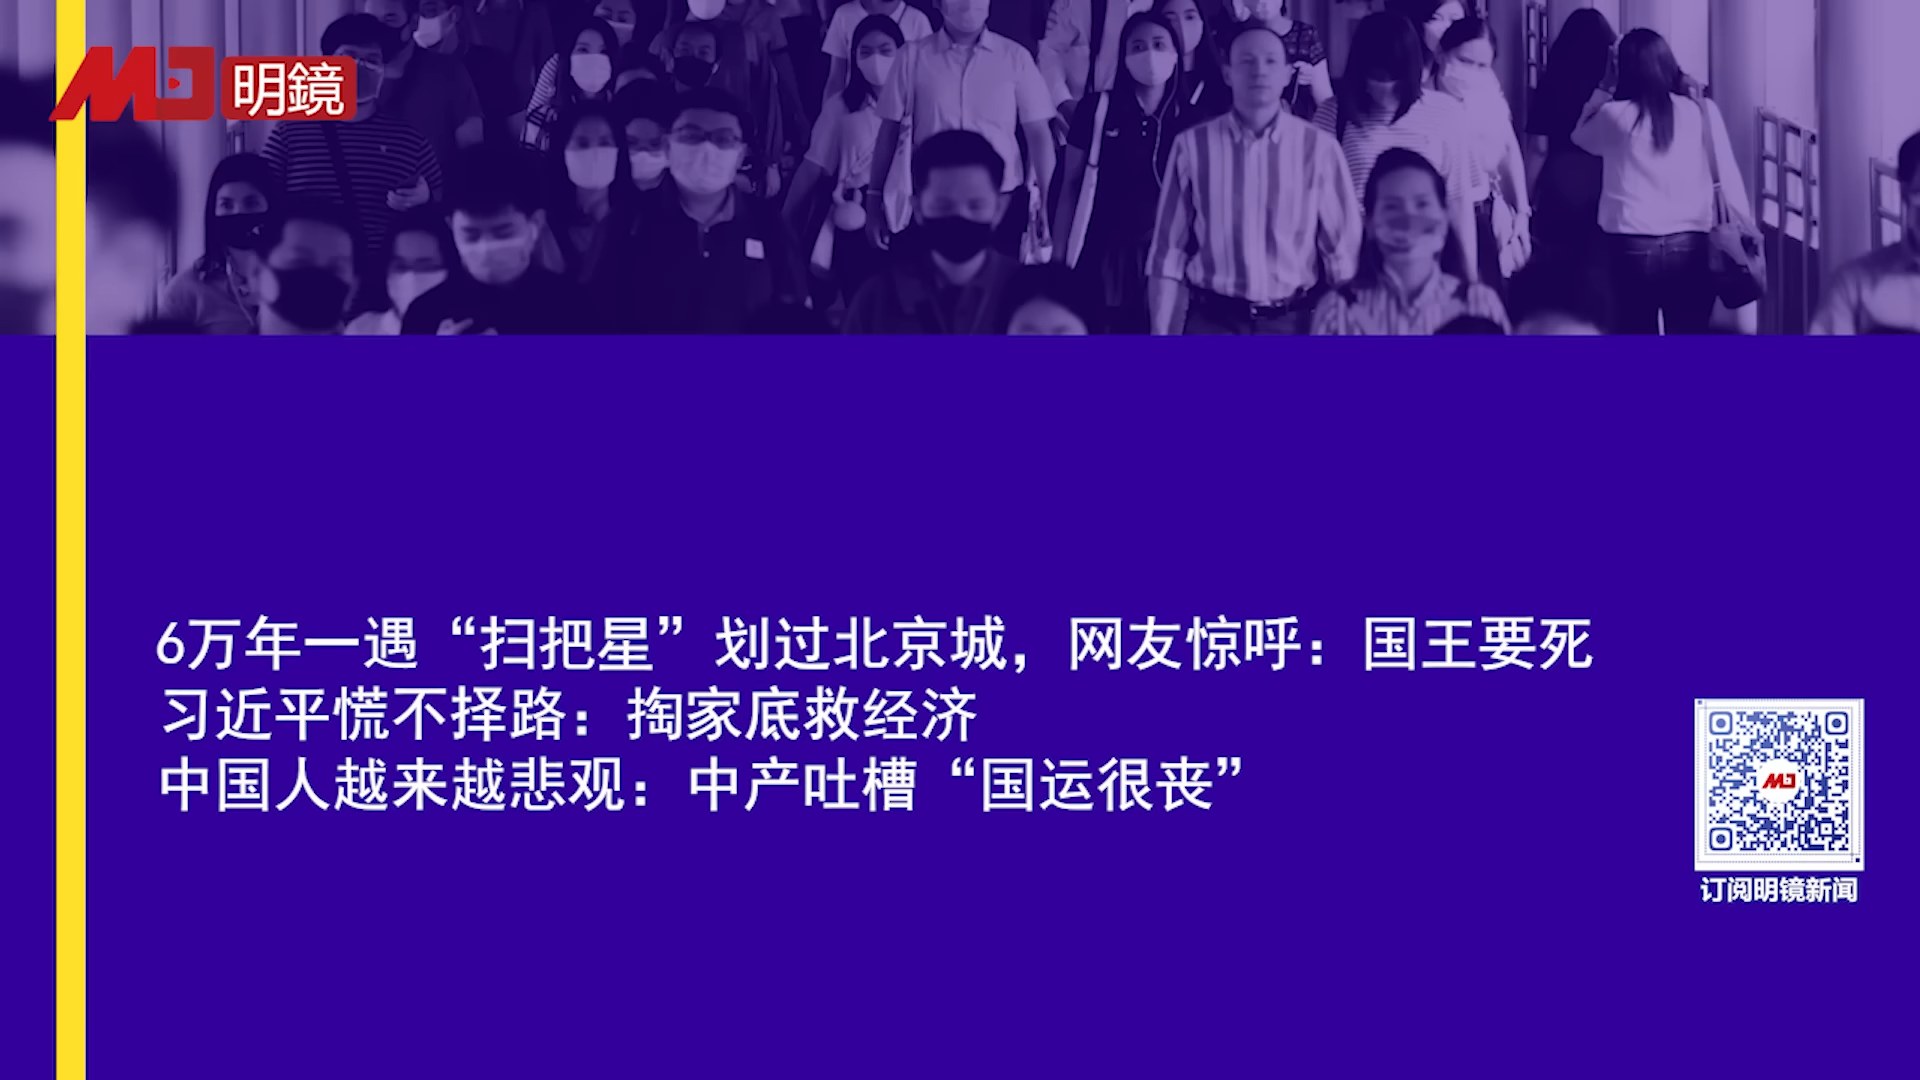 MJ 明鏡
6万年一遇“扫把星”划过北京城，网友惊呼：国王要死
习近平慌不择路：掏家底救经济
中国人越来越悲观：中产吐槽“国运很丧”
MJ
订阅明镜新闻